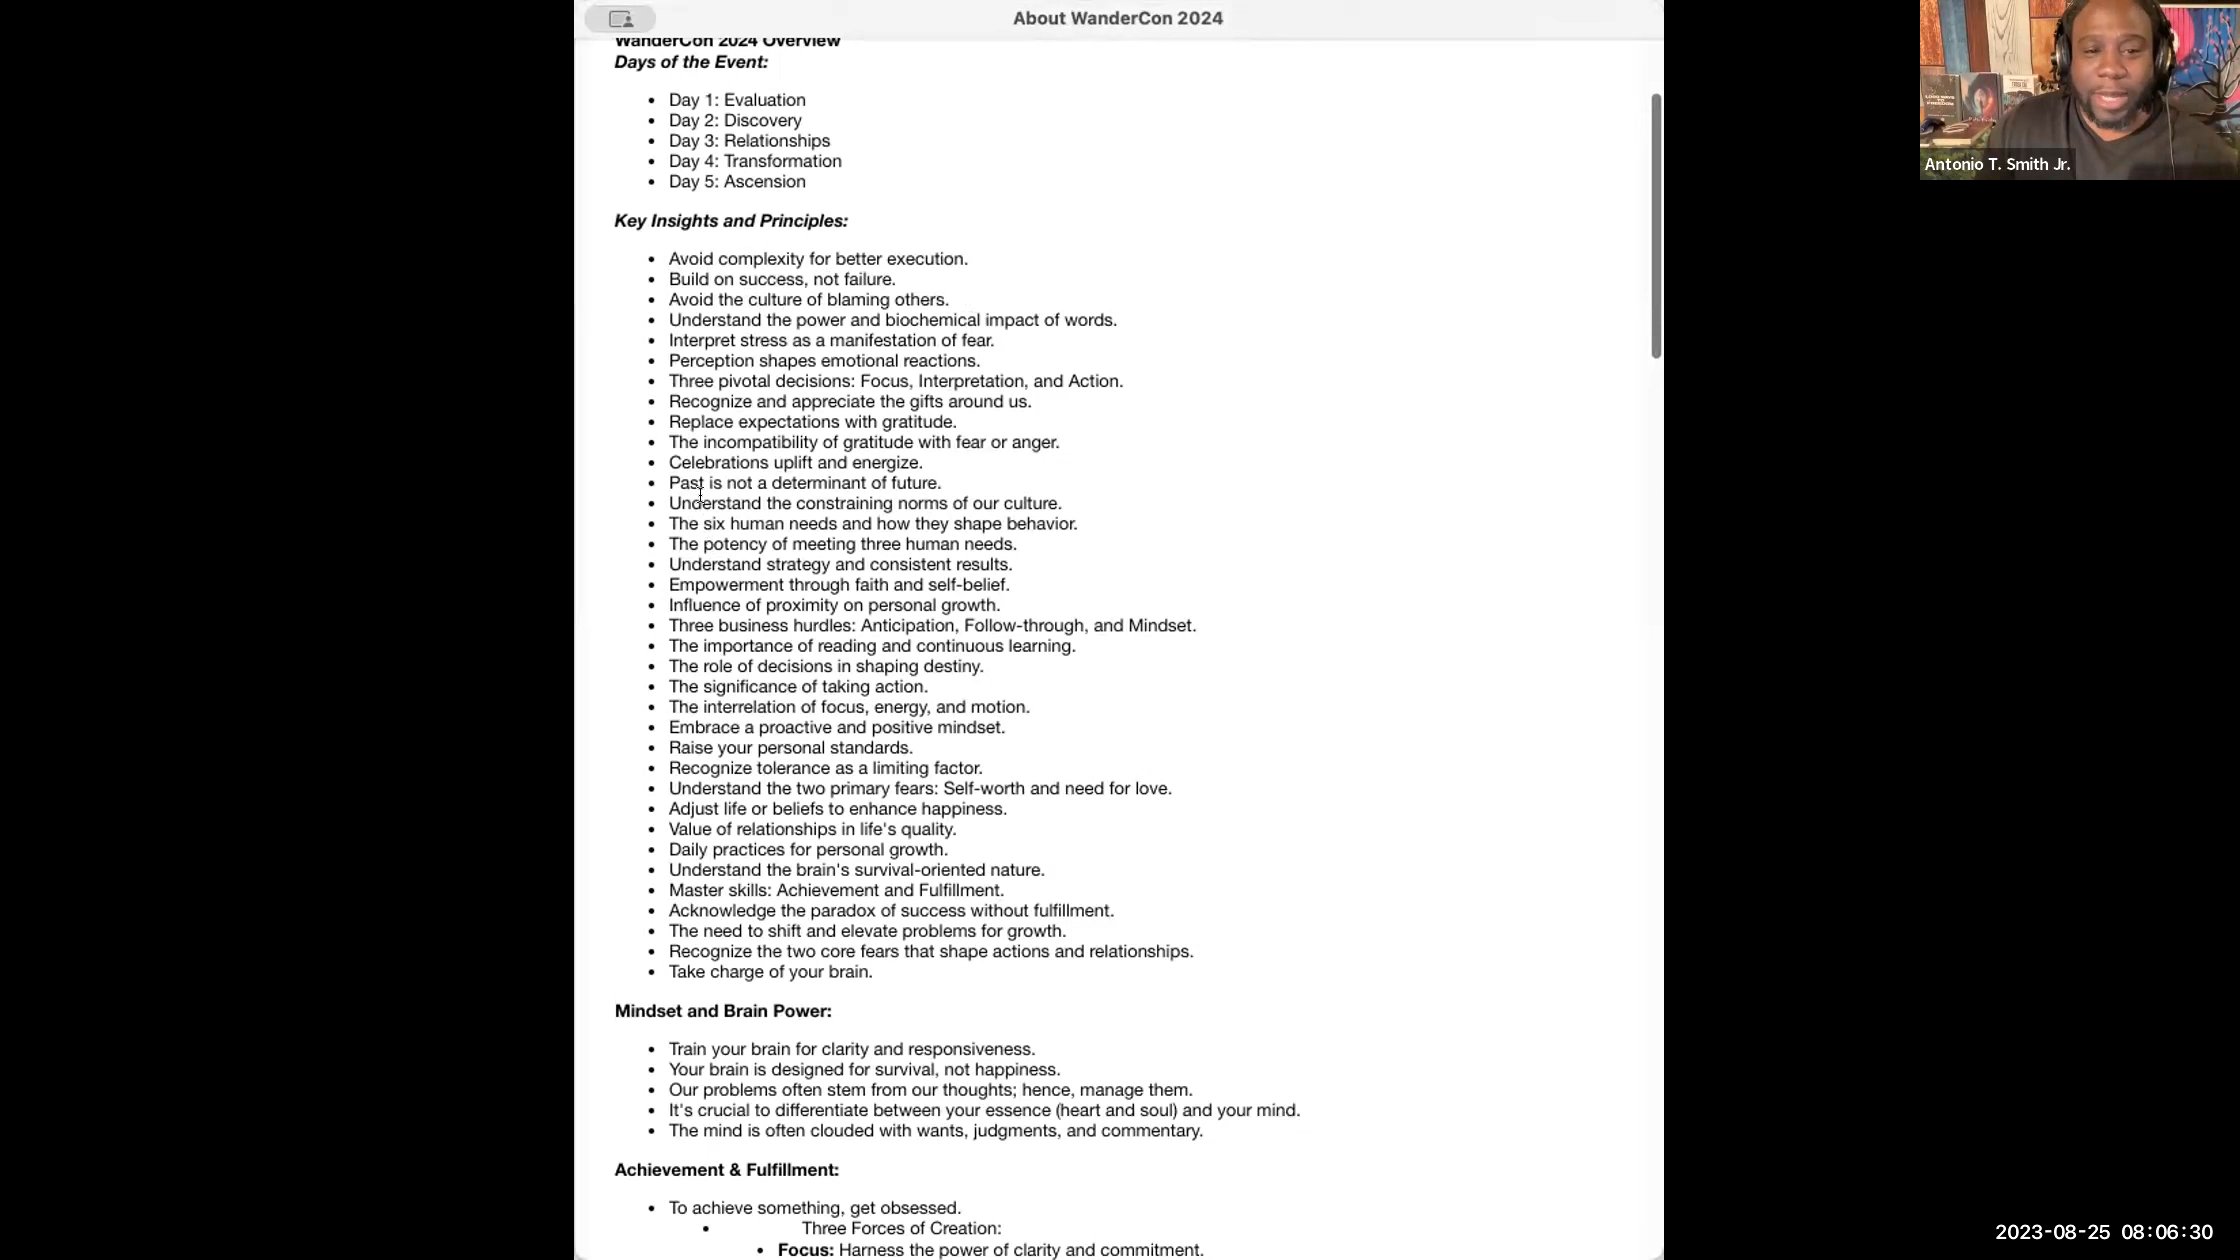 About WanderCon 2024
WanderCon 2024 Overview
Days of the Event:
• Day 1: Evaluation
• Day 2: Discovery
• Day 3: Relationships
• Day 4: Transformation
• Day 5: Ascension
Key Insights and Principles:
• Avoid complexity for better execution.
• Build on success, not failure.
• Avoid the culture of blaming others.
• Understand the power and biochemical impact of words.
• Interpret stress as a manifestation of fear.
• Perception shapes emotional reactions.
• Three pivotal decisions: Focus, Interpretation, and Action.
• Recognize and appreciate the gifts around us.
• Replace expectations with gratitude.
• The incompatibility of gratitude with fear or anger.
• Celebrations uplift and energize.
• Past is not a determinant of future.
• Understand the constraining norms of our culture.
• The six human needs and how they shape behavior.
• The potency of meeting three human needs.
• Understand strategy and consistent results.
• Empowerment through faith and self-belief.
• Influence of proximity on personal growth.
• Three business hurdles: Anticipation, Follow-through, and Mindset.
• The importance of reading and continuous learning.
• The role of decisions in shaping destiny.
• The significance of taking action.
• The interrelation of focus, energy, and motion.
• Embrace a proactive and positive mindset.
• Raise your personal standards.
• Recognize tolerance as a limiting factor.
• Understand the two primary fears: Self-worth and need for love.
• Adjust life or beliefs to enhance happiness.
• Value of relationships in life's quality.
• Daily practices for personal growth.
• Understand the brain's survival-oriented nature.
• Master skills: Achievement and Fulfillment.
• Acknowledge the paradox of success without fulfillment.
• The need to shift and elevate problems for growth.
• Recognize the two core fears that shape actions and relationships.
• Take charge of your brain.
Mindset and Brain Power:
• Train your brain for clarity and responsiveness.
• Your brain is designed for survival, not happiness.
• Our problems often stem from our thoughts; hence, manage them.
• It's crucial to differentiate between your essence (heart and soul) and your mind.
• The mind is often clouded with wants, judgments, and commentary.
Achievement & Fulfillment:
• To achieve something, get obsessed.
• Three Forces of Creation:
• Focus: Harness the power of clarity and commitment.
Antonio T. Smith Jr.
2023-08-25 08:06:30